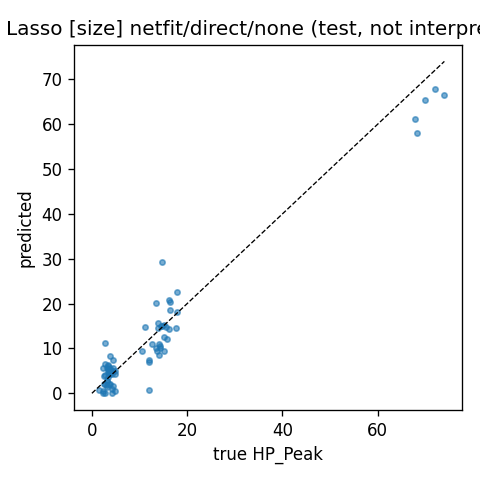 Lasso [size] netfit/direct/none (test, not interpre
70
60
50
40
30
20
10
0
predicted
0 20 40 60
true HP_Peak